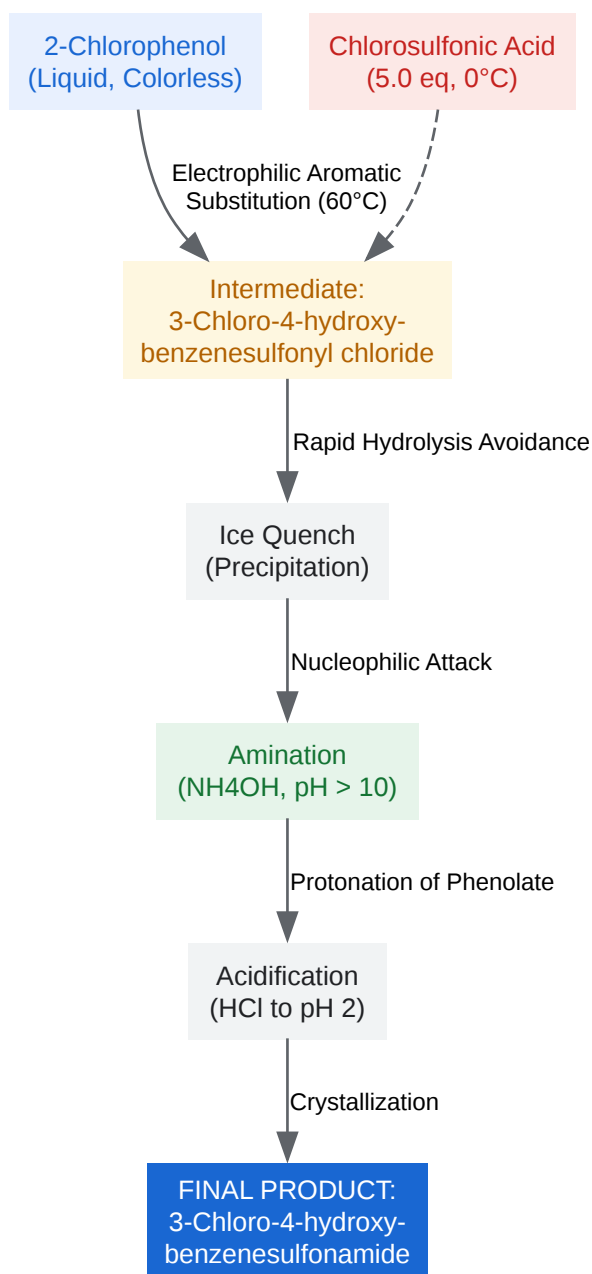 2-Chlorophenol
(Liquid, Colorless)
Chlorosulfonic Acid
(5.0 eq, 0°C)
Electrophilic Aromatic
Substitution (60°C)
Intermediate:
3-Chloro-4-hydroxy-
benzenesulfonyl chloride
Rapid Hydrolysis Avoidance
Ice Quench
(Precipitation)
Nucleophilic Attack
Amination
(NH4OH, pH > 10)
Protonation of Phenolate
Acidification
(HCl to pH 2)
Crystallization
FINAL PRODUCT:
3-Chloro-4-hydroxy-
benzenesulfonamide